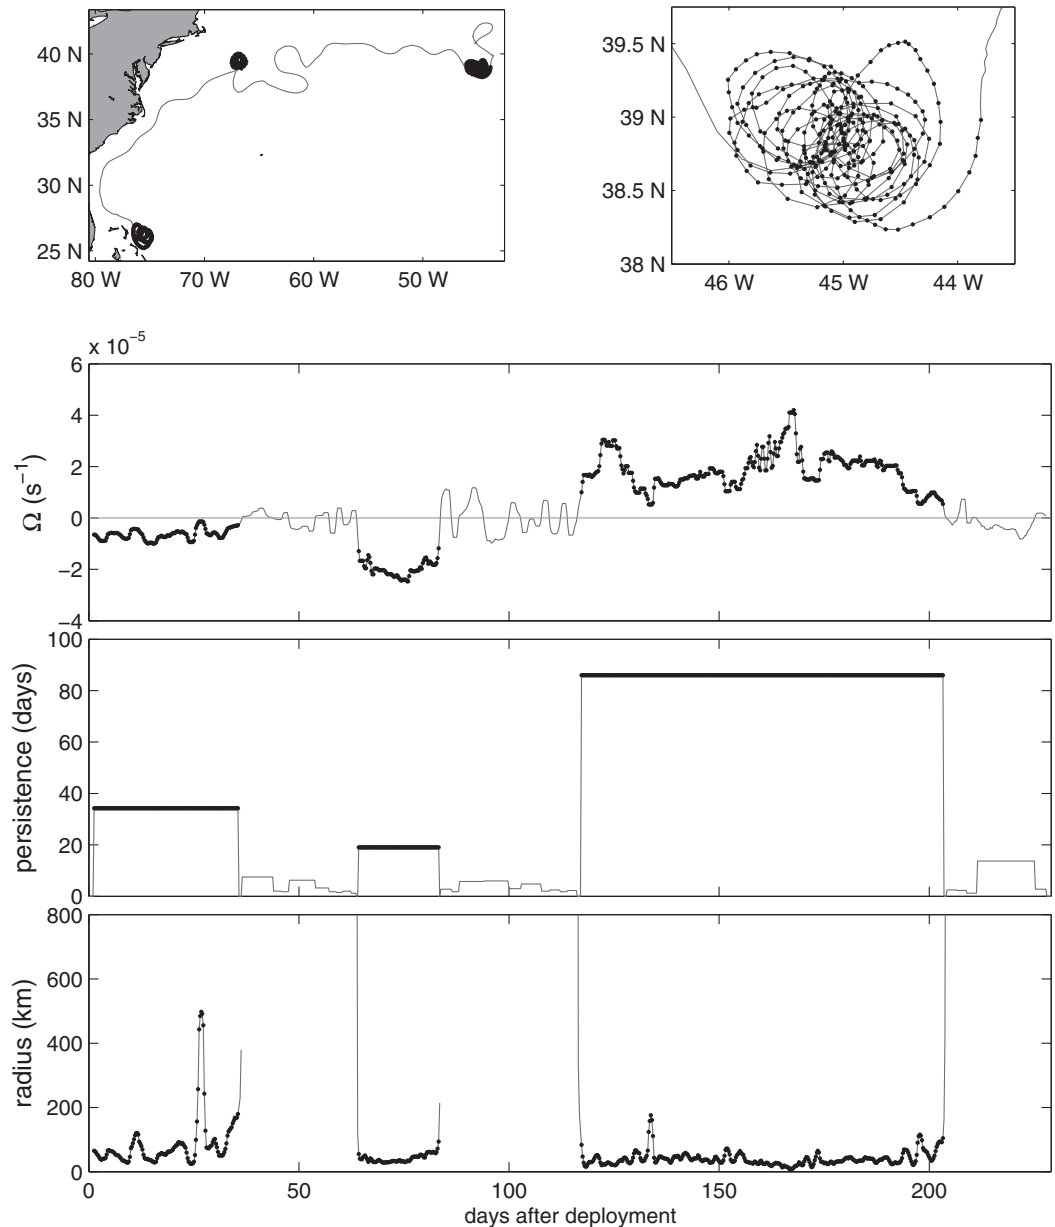 40 N
35 N
30 N
25 N
80 W 70 W 60 W 50 W
39.5 N
39 N
38.5 N
38 N
46 W 45 W 44 W
x 10⁻⁵
6
4
2
0
−2
−4
Ω (s⁻¹)
100
80
60
40
20
0
persistence (days)
800
600
400
200
0
radius (km)
0 50 100 150 200
days after deployment